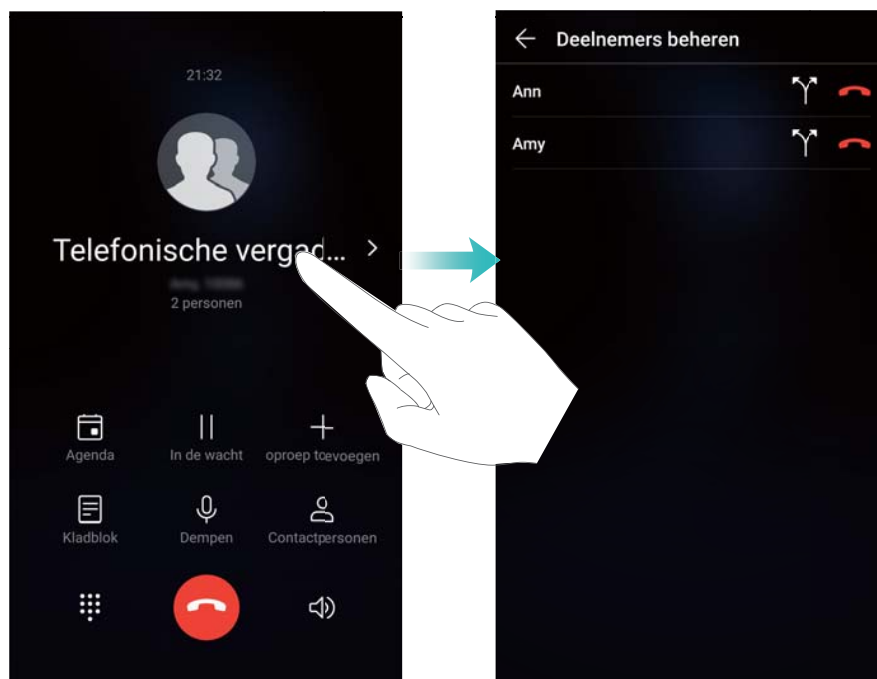 21:32
Telefonische vergad...
2 personen
Agenda
In de wacht
oproep toevoegen
Kladblok
Dempen
Contactpersonen
Deelnemers beheren
Ann
Amy